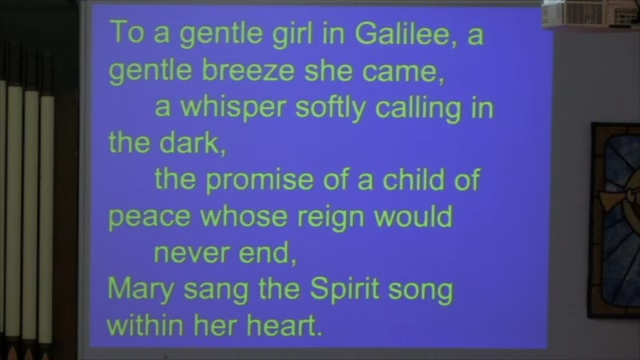 To a gentle girl in Galilee, a
gentle breeze she came,
a whisper softly calling in
the dark,
the promise of a child of
peace whose reign would
never end,
Mary sang the Spirit song
within her heart.